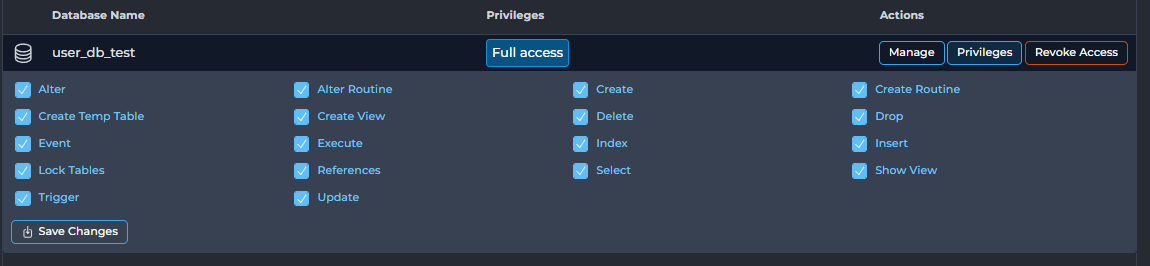 Database Name Privileges Actions
user_db_test Full access Manage Privileges Revoke Access
Alter Alter Routine Create Create Routine
Create Temp Table Create View Delete Drop
Event Execute Index Insert
Lock Tables References Select Show View
Trigger Update
Save Changes